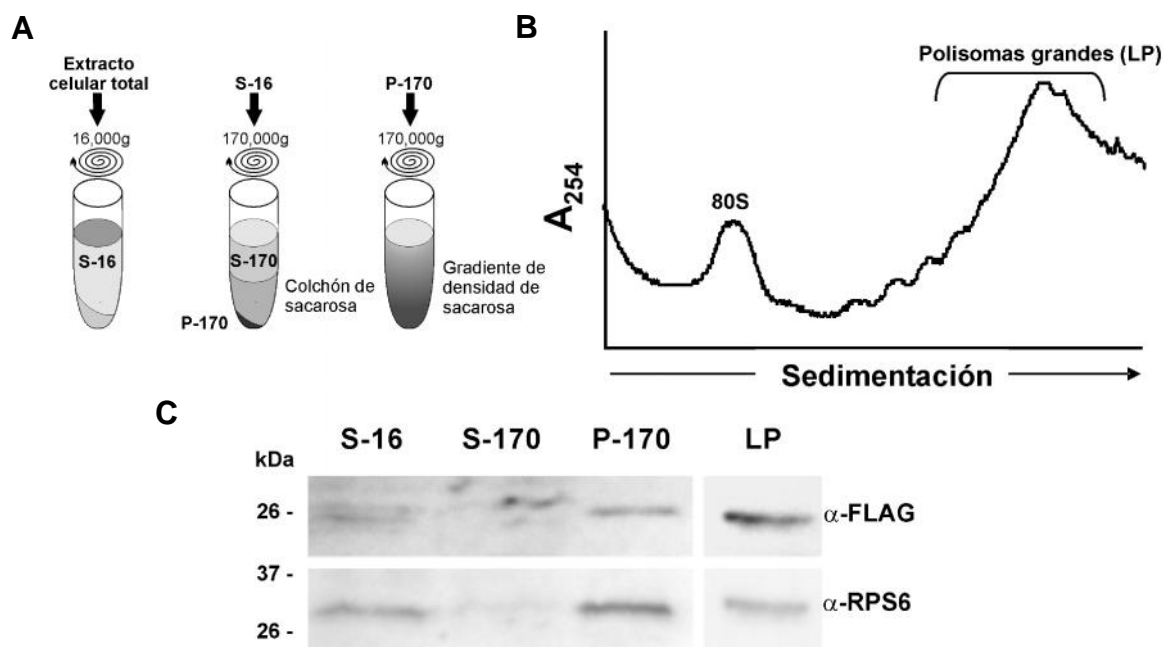 A
Extracto
celular total
16,000g
S-16
S-16
170,000g
S-170
P-170
Colchón de
sacarosa
P-170
170,000g
Gradiente de
densidad de
sacarosa
B
Polisomas grandes (LP)
80S
A254
Sedimentación
C
S-16 S-170 P-170 LP
kDa
26 -
α-FLAG
37 -
26 -
α-RPS6